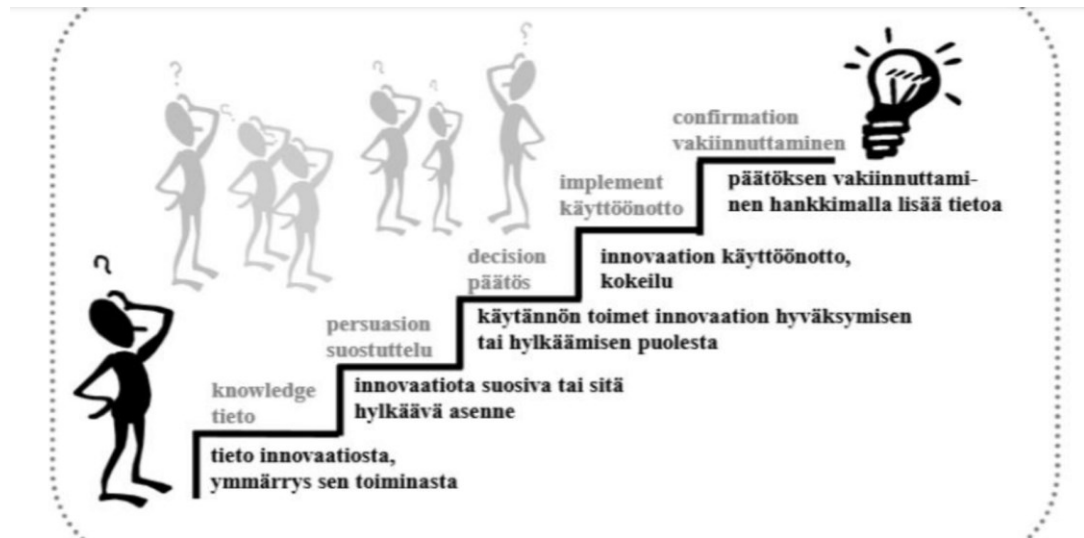 confirmation
vakiinnuttaminen
päätöksen vakiinnuttami-
nen hankkimalla lisää tietoa
implement
käyttöönotto
innovaation käyttöönotto,
kokeilu
decision
päätös
käytännön toimet innovaation hyväksymisen
tai hylkäämisen puolesta
persuasion
suostuttelu
innovaatiota suosiva tai sitä
hylkäävä asenne
knowledge
tieto
tieto innovaatiosta,
ymmärrys sen toiminasta